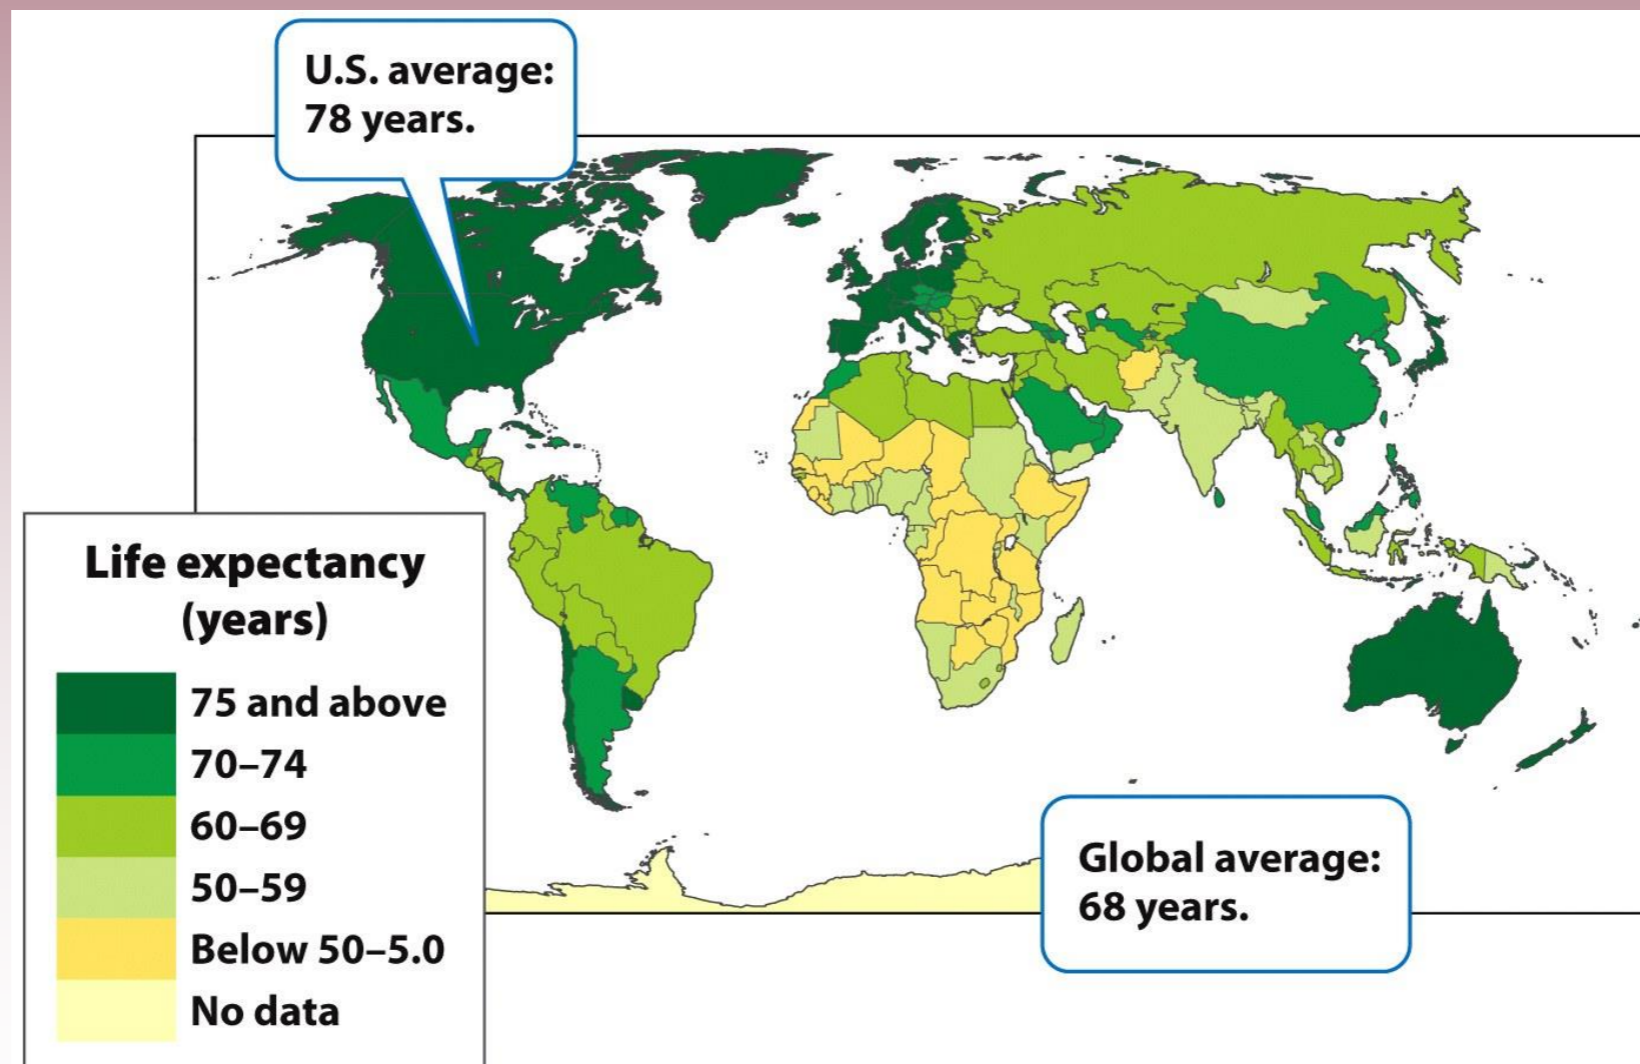 U.S. average:
78 years.
Life expectancy
(years)
75 and above
70–74
60–69
50–59
Below 50–5.0
No data
Global average:
68 years.